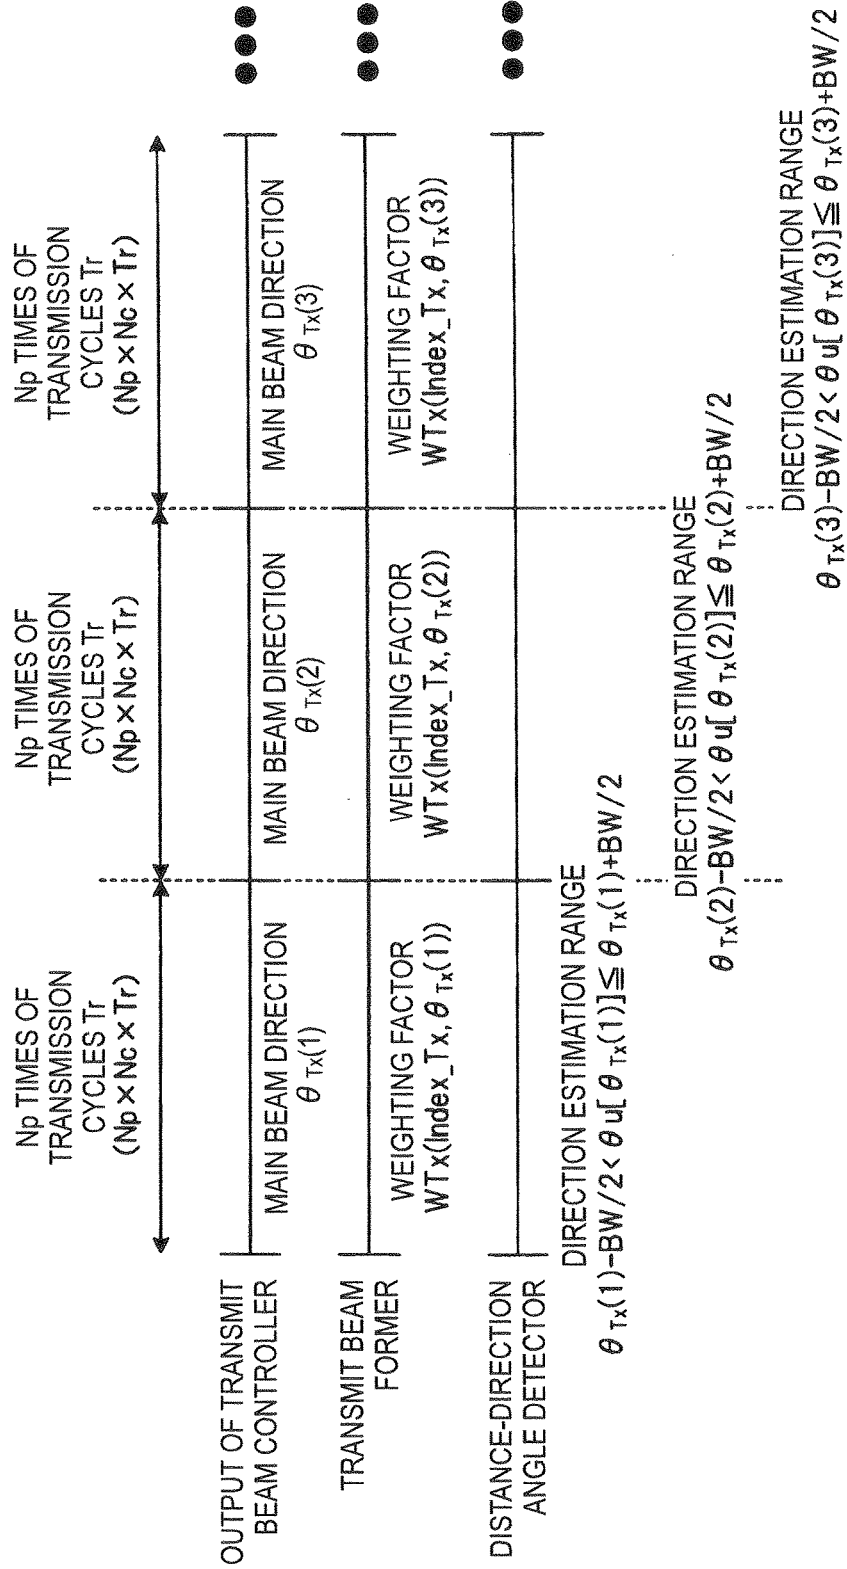 Np TIMES OF
TRANSMISSION
CYCLES Tr
(Np×Nc×Tr)
Np TIMES OF
TRANSMISSION
CYCLES Tr
(Np×Nc×Tr)
Np TIMES OF
TRANSMISSION
CYCLES Tr
(Np×Nc×Tr)
OUTPUT OF TRANSMIT
BEAM CONTROLLER
MAIN BEAM DIRECTION
θTx(1)
MAIN BEAM DIRECTION
θTx(2)
MAIN BEAM DIRECTION
θTx(3)
TRANSMIT BEAM
FORMER
WEIGHTING FACTOR
WTx(Index_Tx, θTx(1))
WEIGHTING FACTOR
WTx(Index_Tx, θTx(2))
WEIGHTING FACTOR
WTx(Index_Tx, θTx(3))
DISTANCE-DIRECTION
ANGLE DETECTOR
DIRECTION ESTIMATION RANGE
θTx(1)-BW/2<θu[θTx(1)]≦θTx(1)+BW/2
DIRECTION ESTIMATION RANGE
θTx(2)-BW/2<θu[θTx(2)]≦θTx(2)+BW/2
DIRECTION ESTIMATION RANGE
θTx(3)-BW/2<θu[θTx(3)]≦θTx(3)+BW/2